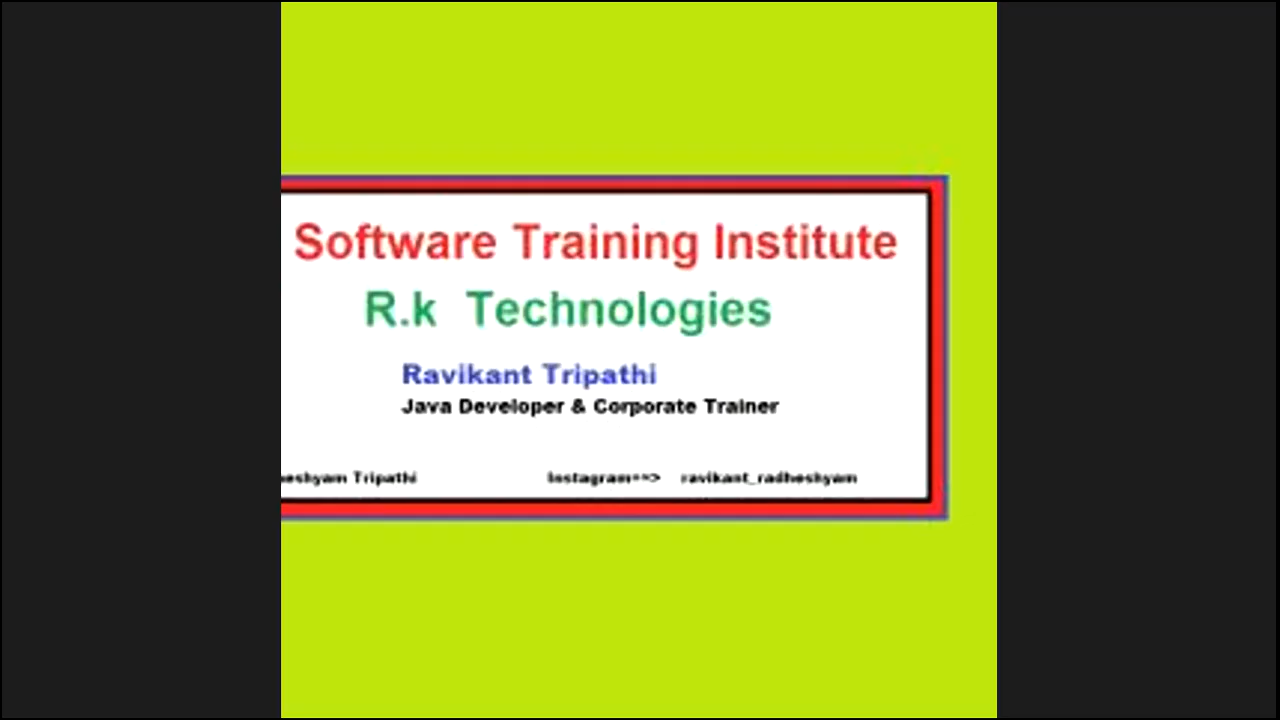 Software Training Institute
R.k Technologies
Ravikant Tripathi
Java Developer & Corporate Trainer
Tripathi Instagram==> ravikant_radheshyam